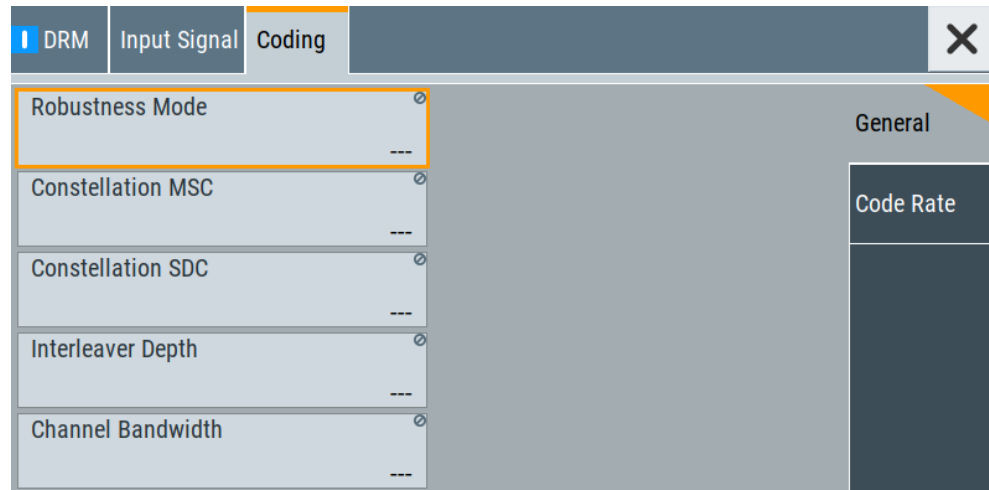 DRM Input Signal Coding
Robustness Mode
---
General
Constellation MSC
---
Code Rate
Constellation SDC
---
Interleaver Depth
---
Channel Bandwidth
---